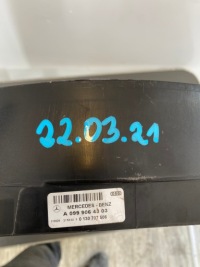 22.03.21
MERCEDES - BENZ
A 099 906 43 03